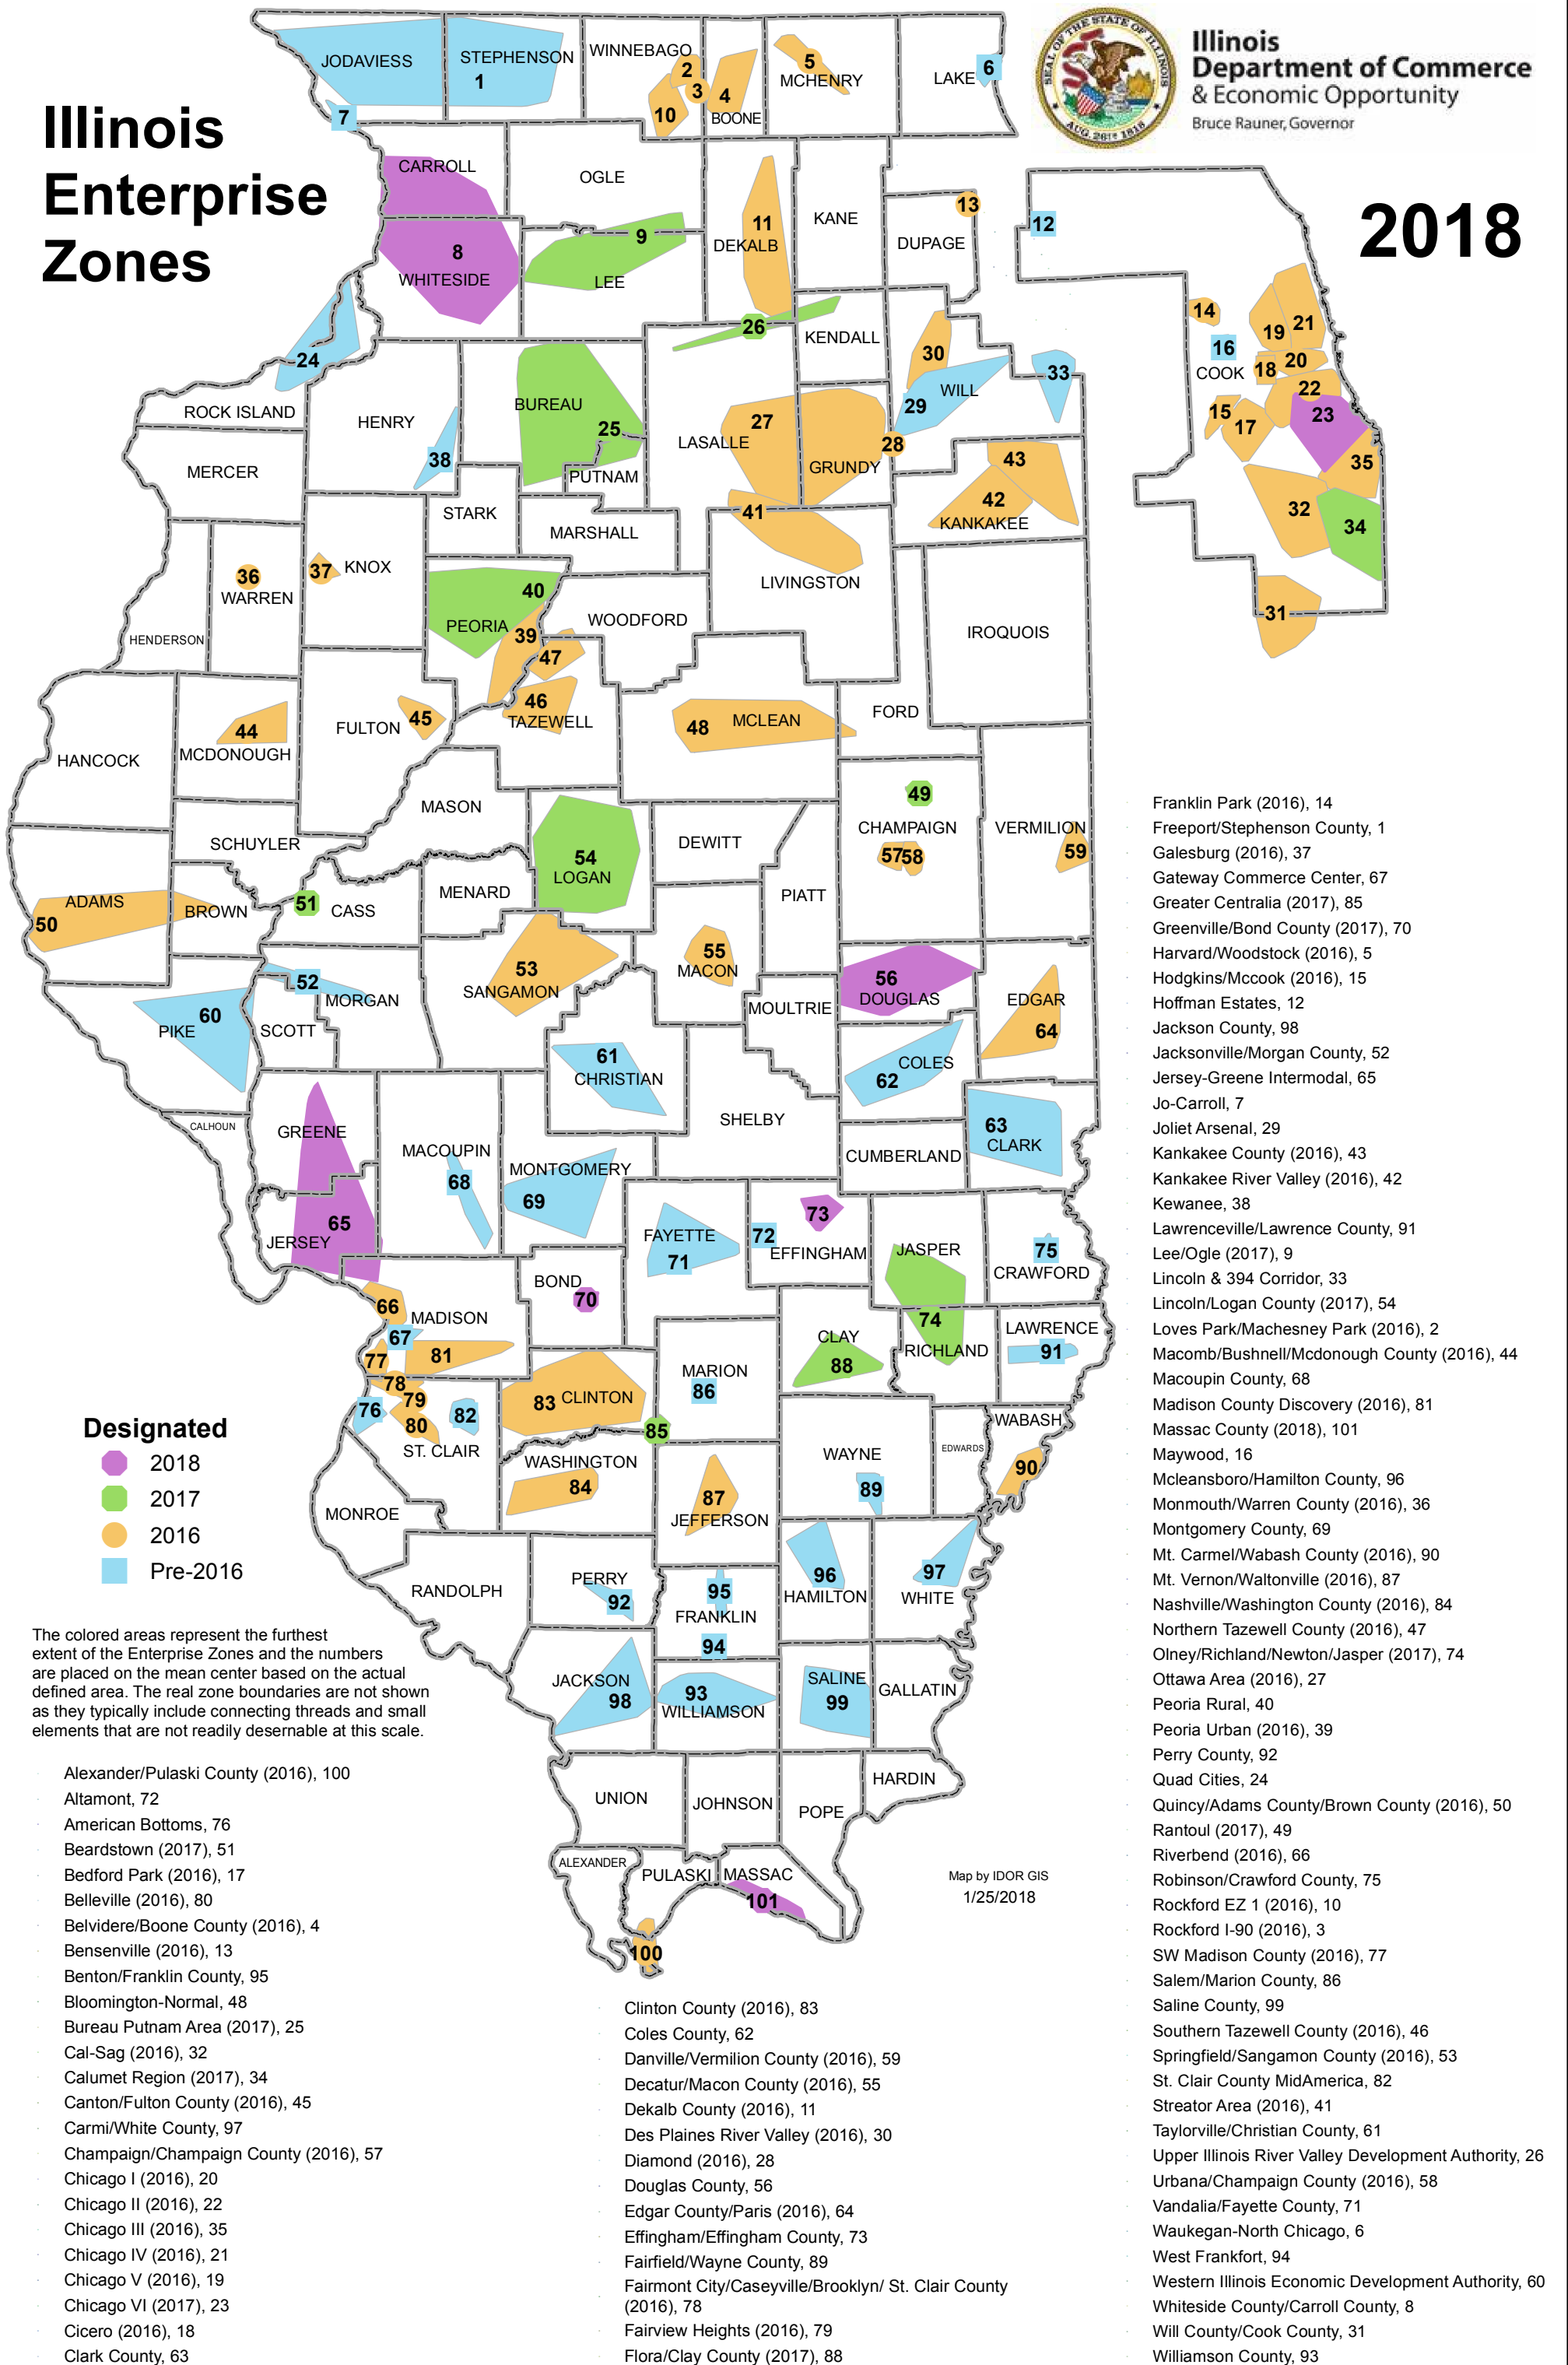 Illinois
Enterprise
Zones
Illinois
Department of Commerce
& Economic Opportunity
Bruce Rauner, Governor
SEAL OF THE STATE OF ILLINOIS
AUG. 26TH 1818
2018
JODAVIESS
STEPHENSON
1
WINNEBAGO
2
3
4
BOONE
5
MCHENRY
LAKE
6
7
10
CARROLL
OGLE
8
WHITESIDE
9
LEE
11
DEKALB
KANE
DUPAGE
13
12
14
16
COOK
19
21
18
20
22
15
17
23
35
32
34
31
24
26
KENDALL
30
WILL
29
33
ROCK ISLAND
HENRY
38
BUREAU
25
PUTNAM
LASALLE
27
GRUNDY
28
43
42
KANKAKEE
MERCER
STARK
MARSHALL
41
LIVINGSTON
36
WARREN
37
KNOX
HENDERSON
40
PEORIA
39
47
46
TAZEWELL
WOODFORD
IROQUOIS
HANCOCK
44
MCDONOUGH
FULTON
45
48
MCLEAN
FORD
MASON
SCHUYLER
54
LOGAN
DEWITT
49
CHAMPAIGN
57
58
VERMILION
59
ADAMS
50
BROWN
51
CASS
MENARD
PIATT
52
MORGAN
53
SANGAMON
55
MACON
56
DOUGLAS
MOULTRIE
EDGAR
64
60
PIKE
SCOTT
61
CHRISTIAN
COLES
62
SHELBY
CALHOUN
GREENE
MACOUPIN
68
MONTGOMERY
69
CUMBERLAND
63
CLARK
65
JERSEY
FAYETTE
71
72
73
EFFINGHAM
JASPER
75
CRAWFORD
BOND
70
66
MADISON
67
77
81
78
79
76
80
82
ST. CLAIR
83
CLINTON
MARION
86
85
CLAY
88
74
RICHLAND
LAWRENCE
91
WASHINGTON
84
87
JEFFERSON
WAYNE
89
EDWARDS
WABASH
90
MONROE
RANDOLPH
PERRY
92
95
FRANKLIN
94
96
HAMILTON
97
WHITE
JACKSON
98
93
WILLIAMSON
SALINE
99
GALLATIN
UNION
JOHNSON
POPE
HARDIN
ALEXANDER
PULASKI
MASSAC
101
100
Designated
2018
2017
2016
Pre-2016
The colored areas represent the furthest
extent of the Enterprise Zones and the numbers
are placed on the mean center based on the actual
defined area. The real zone boundaries are not shown
as they typically include connecting threads and small
elements that are not readily desernable at this scale.
Map by IDOR GIS
1/25/2018
Alexander/Pulaski County (2016), 100
Altamont, 72
American Bottoms, 76
Beardstown (2017), 51
Bedford Park (2016), 17
Belleville (2016), 80
Belvidere/Boone County (2016), 4
Bensenville (2016), 13
Benton/Franklin County, 95
Bloomington-Normal, 48
Bureau Putnam Area (2017), 25
Cal-Sag (2016), 32
Calumet Region (2017), 34
Canton/Fulton County (2016), 45
Carmi/White County, 97
Champaign/Champaign County (2016), 57
Chicago I (2016), 20
Chicago II (2016), 22
Chicago III (2016), 35
Chicago IV (2016), 21
Chicago V (2016), 19
Chicago VI (2017), 23
Cicero (2016), 18
Clark County, 63
Clinton County (2016), 83
Coles County, 62
Danville/Vermilion County (2016), 59
Decatur/Macon County (2016), 55
Dekalb County (2016), 11
Des Plaines River Valley (2016), 30
Diamond (2016), 28
Douglas County, 56
Edgar County/Paris (2016), 64
Effingham/Effingham County, 73
Fairfield/Wayne County, 89
Fairmont City/Caseyville/Brooklyn/ St. Clair County
(2016), 78
Fairview Heights (2016), 79
Flora/Clay County (2017), 88
Franklin Park (2016), 14
Freeport/Stephenson County, 1
Galesburg (2016), 37
Gateway Commerce Center, 67
Greater Centralia (2017), 85
Greenville/Bond County (2017), 70
Harvard/Woodstock (2016), 5
Hodgkins/Mccook (2016), 15
Hoffman Estates, 12
Jackson County, 98
Jacksonville/Morgan County, 52
Jersey-Greene Intermodal, 65
Jo-Carroll, 7
Joliet Arsenal, 29
Kankakee County (2016), 43
Kankakee River Valley (2016), 42
Kewanee, 38
Lawrenceville/Lawrence County, 91
Lee/Ogle (2017), 9
Lincoln & 394 Corridor, 33
Lincoln/Logan County (2017), 54
Loves Park/Machesney Park (2016), 2
Macomb/Bushnell/Mcdonough County (2016), 44
Macoupin County, 68
Madison County Discovery (2016), 81
Massac County (2018), 101
Maywood, 16
Mcleansboro/Hamilton County, 96
Monmouth/Warren County (2016), 36
Montgomery County, 69
Mt. Carmel/Wabash County (2016), 90
Mt. Vernon/Waltonville (2016), 87
Nashville/Washington County (2016), 84
Northern Tazewell County (2016), 47
Olney/Richland/Newton/Jasper (2017), 74
Ottawa Area (2016), 27
Peoria Rural, 40
Peoria Urban (2016), 39
Perry County, 92
Quad Cities, 24
Quincy/Adams County/Brown County (2016), 50
Rantoul (2017), 49
Riverbend (2016), 66
Robinson/Crawford County, 75
Rockford EZ 1 (2016), 10
Rockford I-90 (2016), 3
SW Madison County (2016), 77
Salem/Marion County, 86
Saline County, 99
Southern Tazewell County (2016), 46
Springfield/Sangamon County (2016), 53
St. Clair County MidAmerica, 82
Streator Area (2016), 41
Taylorville/Christian County, 61
Upper Illinois River Valley Development Authority, 26
Urbana/Champaign County (2016), 58
Vandalia/Fayette County, 71
Waukegan-North Chicago, 6
West Frankfort, 94
Western Illinois Economic Development Authority, 60
Whiteside County/Carroll County, 8
Will County/Cook County, 31
Williamson County, 93